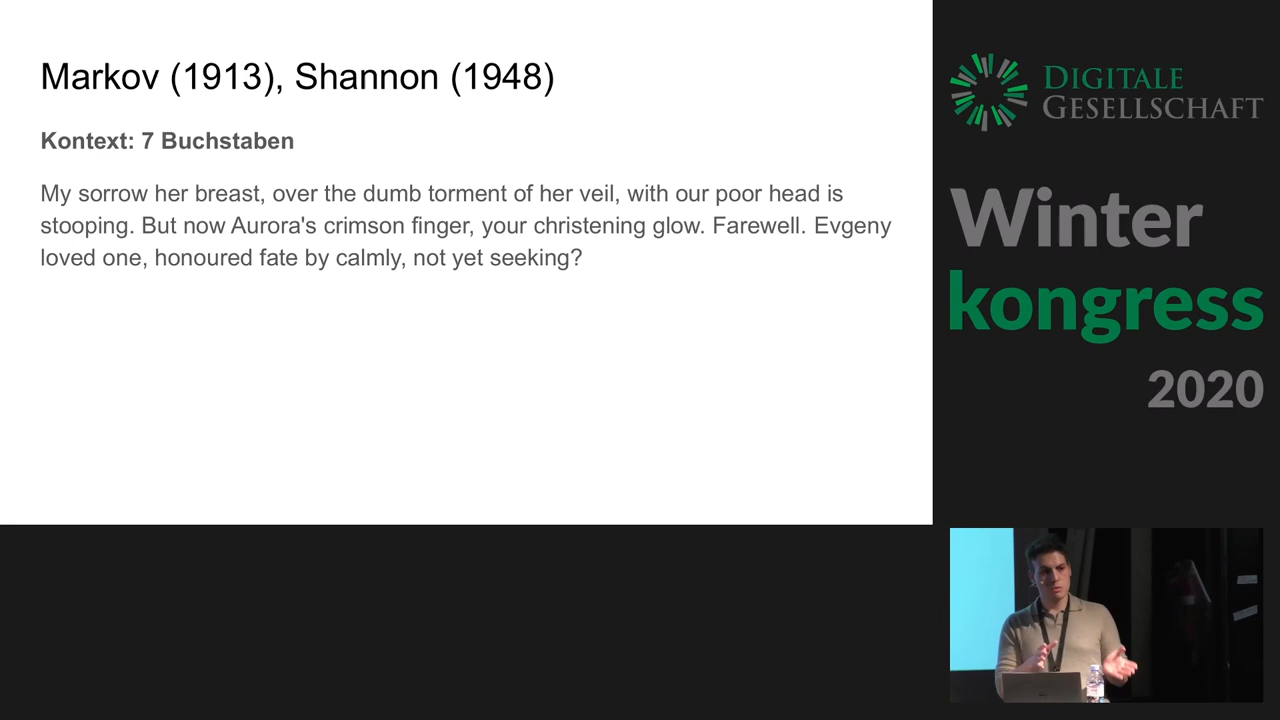 Markov (1913), Shannon (1948)
Kontext: 7 Buchstaben
My sorrow her breast, over the dumb torment of her veil, with our poor head is
stooping. But now Aurora's crimson finger, your christening glow. Farewell. Evgeny
loved one, honoured fate by calmly, not yet seeking?
DIGITALE
GESELLSCHAFT
Winter
kongress
2020